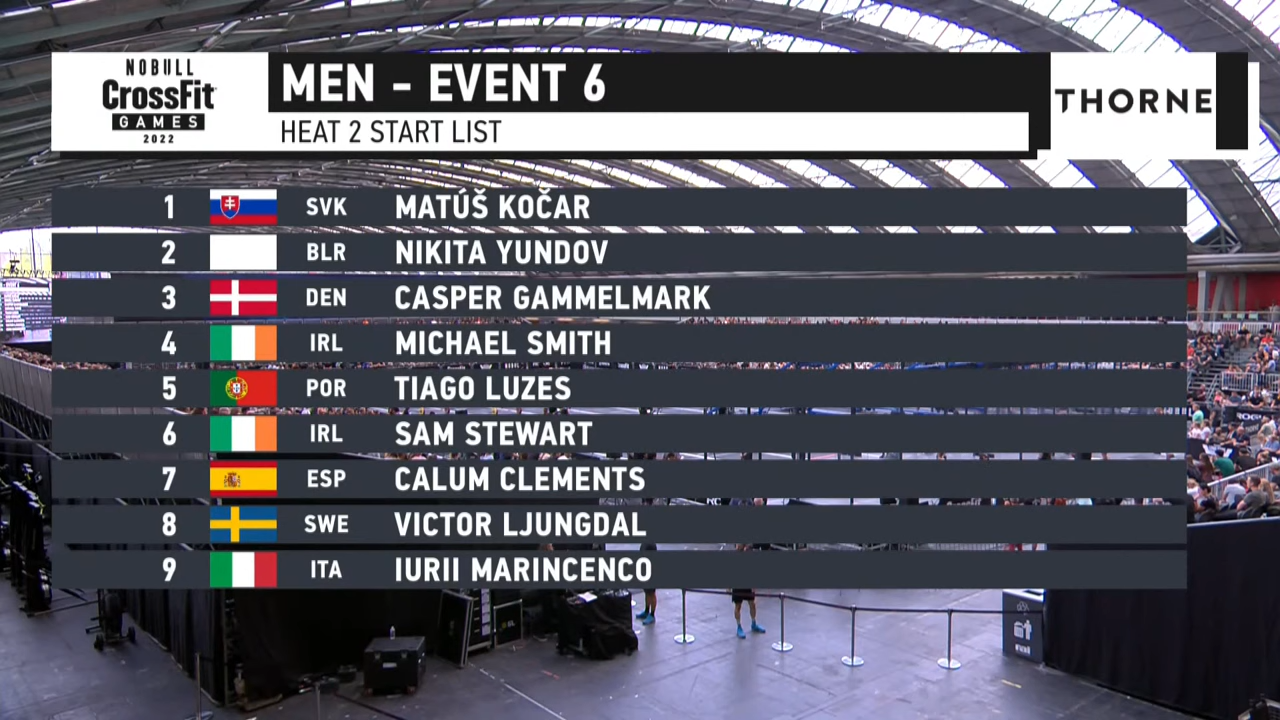 NOBULL
CrossFit
GAMES
2022
MEN - EVENT 6
HEAT 2 START LIST
THORNE
1 SVK MATÚŠ KOČAR
2 BLR NIKITA YUNDOV
3 DEN CASPER GAMMELMARK
4 IRL MICHAEL SMITH
5 POR TIAGO LUZES
6 IRL SAM STEWART
7 ESP CALUM CLEMENTS
8 SWE VICTOR LJUNGDAL
9 ITA IURII MARINCENCO